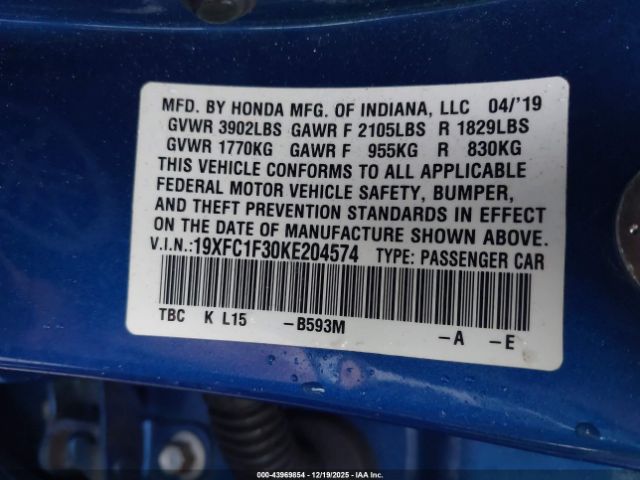 MFD. BY HONDA MFG. OF INDIANA, LLC 04/'19
GVWR 3902LBS GAWR F 2105LBS R 1829LBS
GVWR 1770KG GAWR F 955KG R 830KG
THIS VEHICLE CONFORMS TO ALL APPLICABLE
FEDERAL MOTOR VEHICLE SAFETY, BUMPER,
AND THEFT PREVENTION STANDARDS IN EFFECT
ON THE DATE OF MANUFACTURE SHOWN ABOVE.
V.I.N.:19XFC1F30KE204574 TYPE: PASSENGER CAR
TBC K L15 -B593M -A -E
000-43969854 | 12/19/2025 | IAA Inc.